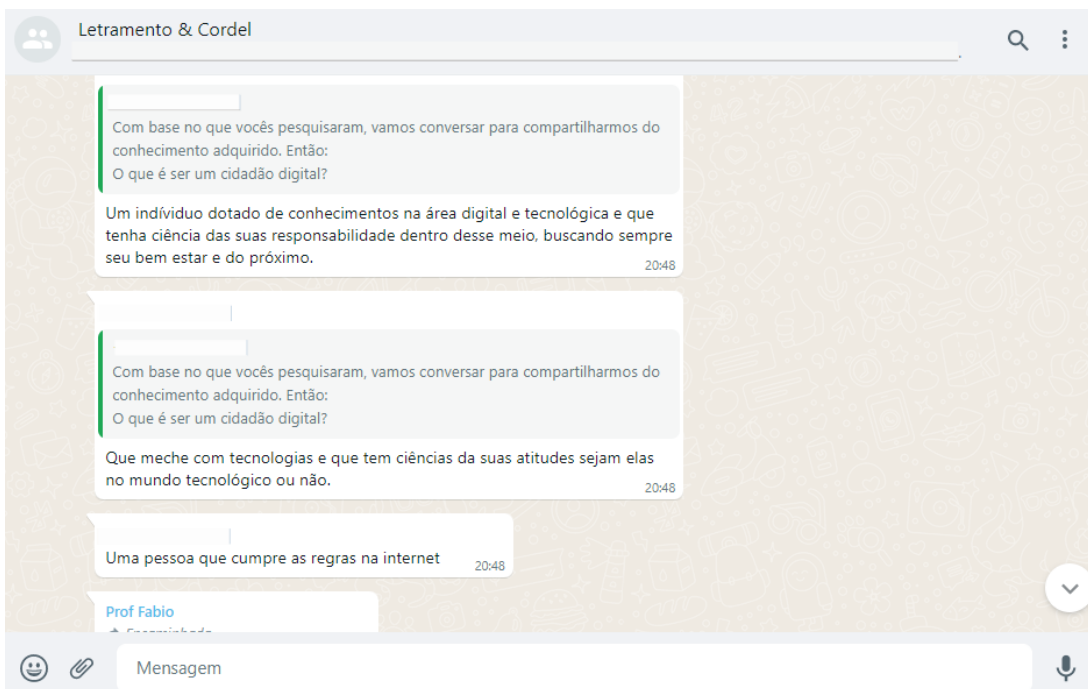 Letramento & Cordel
Com base no que vocês pesquisaram, vamos conversar para compartilharmos do
conhecimento adquirido. Então:
O que é ser um cidadão digital?
Um indíviduo dotado de conhecimentos na área digital e tecnológica e que
tenha ciência das suas responsabilidade dentro desse meio, buscando sempre
seu bem estar e do próximo.
20:48
Com base no que vocês pesquisaram, vamos conversar para compartilharmos do
conhecimento adquirido. Então:
O que é ser um cidadão digital?
Que meche com tecnologias e que tem ciências da suas atitudes sejam elas
no mundo tecnológico ou não.
20:48
Uma pessoa que cumpre as regras na internet
20:48
Prof Fabio
Mensagem